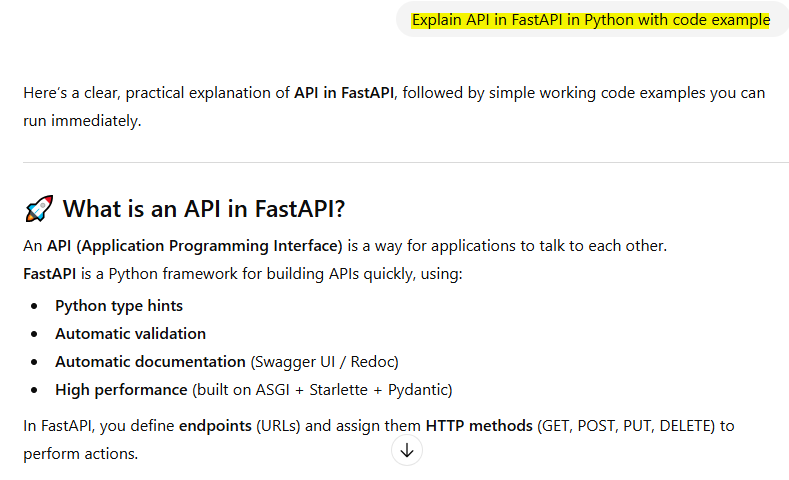 Explain API in FastAPI in Python with code example
Here’s a clear, practical explanation of API in FastAPI, followed by simple working code examples you can
run immediately.
🚀 What is an API in FastAPI?
An API (Application Programming Interface) is a way for applications to talk to each other.
FastAPI is a Python framework for building APIs quickly, using:
• Python type hints
• Automatic validation
• Automatic documentation (Swagger UI / Redoc)
• High performance (built on ASGI + Starlette + Pydantic)
In FastAPI, you define endpoints (URLs) and assign them HTTP methods (GET, POST, PUT, DELETE) to
perform actions.